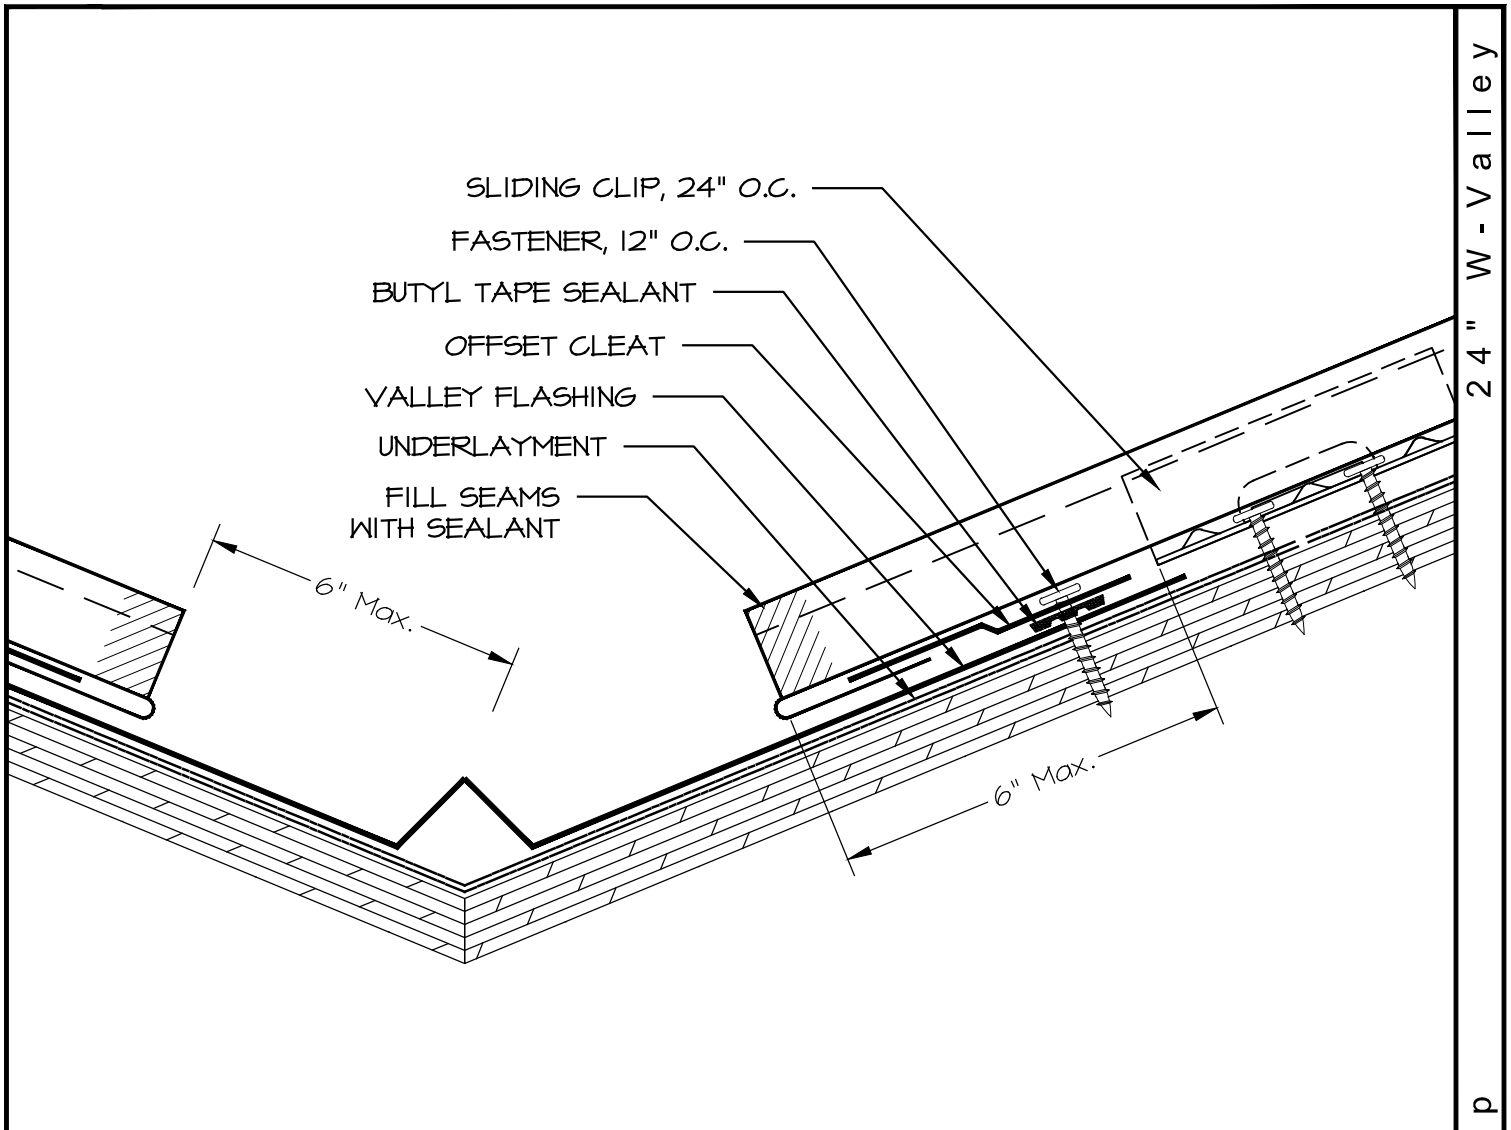 SLIDING CLIP, 24" O.C.
FASTENER, 12" O.C.
BUTYL TAPE SEALANT
OFFSET CLEAT
VALLEY FLASHING
UNDERLAYMENT
FILL SEAMS
WITH SEALANT
6" Max.
6" Max.
24" W-Valley
p